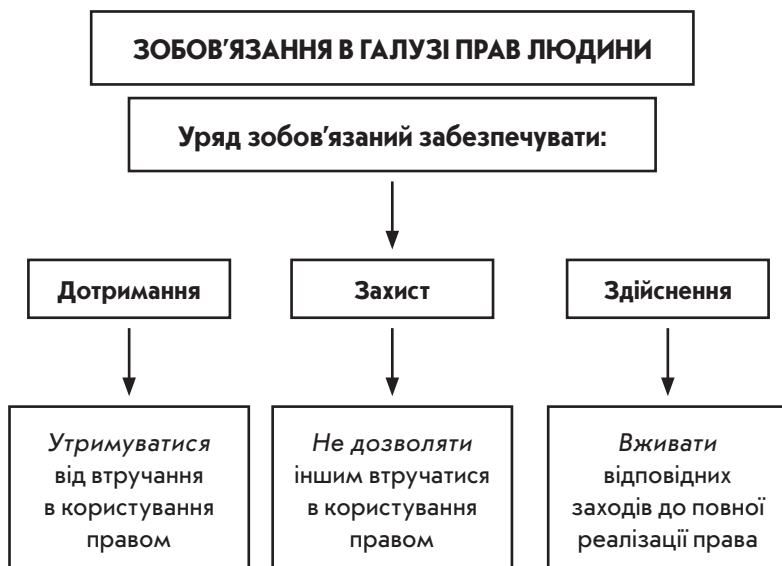 ЗОБОВ'ЯЗАННЯ В ГАЛУЗІ ПРАВ ЛЮДИНИ
Уряд зобов'язаний забезпечувати:
Дотримання
Захист
Здійснення
Утримуватися
від втручання
в користування
правом
Не дозволяти
іншим втручатися
в користування
правом
Вживати
відповідних
заходів до повної
реалізації права